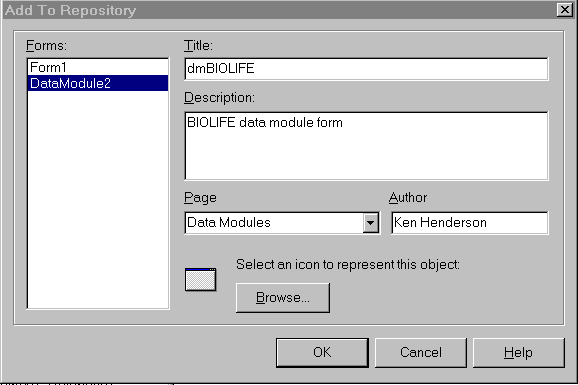 Add To Repository
Forms:
Form1
DataModule2
Title:
dmBIOLIFE
Description:
BIOLIFE data module form
Page
Author
Data Modules
Ken Henderson
Select an icon to represent this object:
Browse...
OK
Cancel
Help